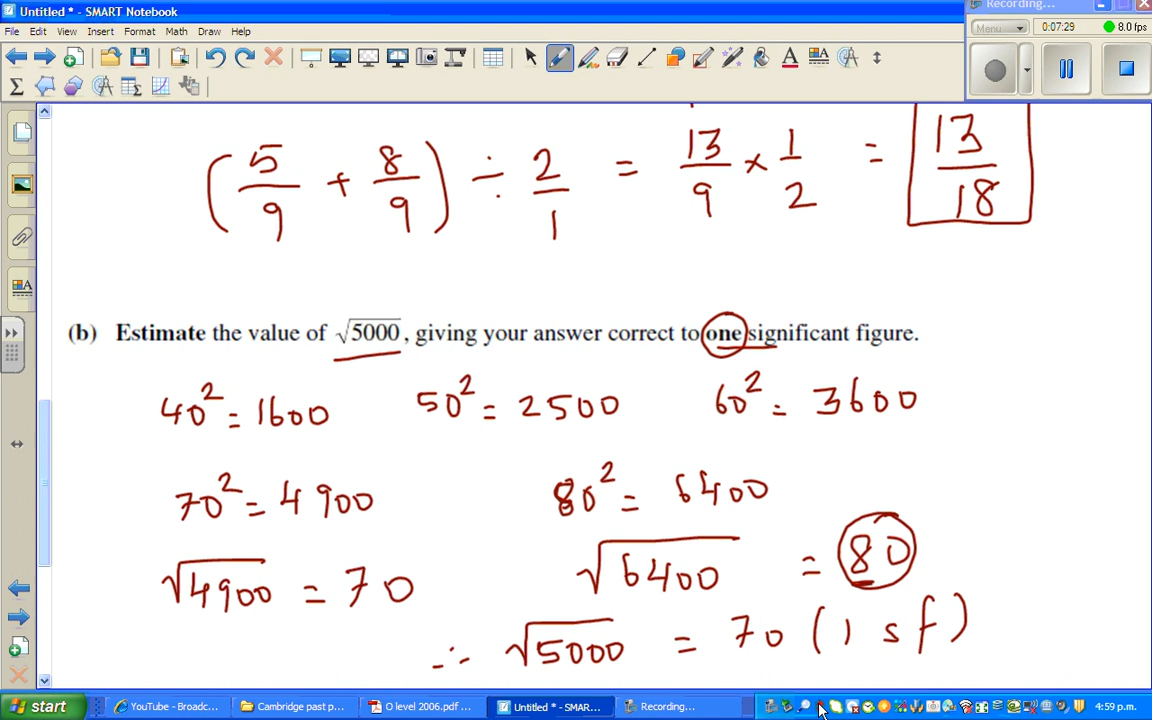 Untitled * - SMART Notebook
Recording...
File Edit View Insert Format Math Draw Help
Menu 0:07:29 8.0 fps
(5/9 + 8/9) ÷ 2/1 = 13/9 × 1/2 = 13/18
(b) Estimate the value of √5000, giving your answer correct to one significant figure.
40² = 1600 50² = 2500 60² = 3600
70² = 4900 80² = 6400
√4900 = 70 √6400 = 80
∴ √5000 = 70 (1 sf)
start YouTube - Broadc... Cambridge past p... O level 2006.pdf ... Untitled * - SMAR... Recording... 4:59 p.m.